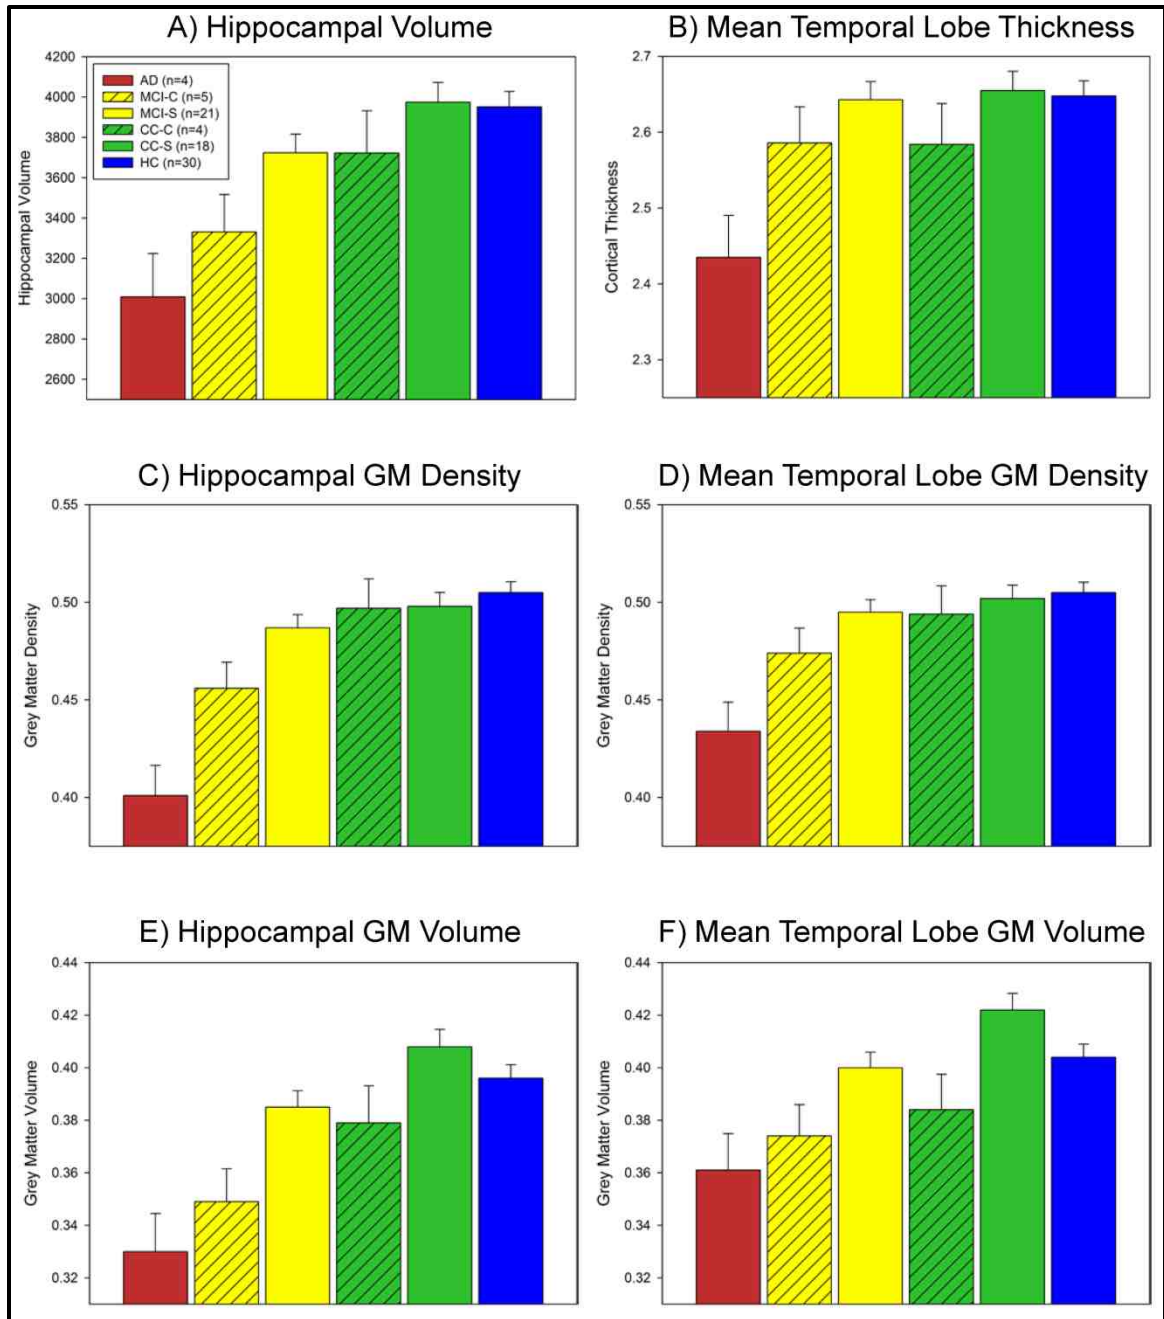 A) Hippocampal Volume
4200
4000
3800
3600
3400
3200
3000
2800
2600
Hippocampal Volume
AD (n=4)
MCI-C (n=5)
MCI-S (n=21)
CC-C (n=4)
CC-S (n=18)
HC (n=30)
B) Mean Temporal Lobe Thickness
2.7
2.6
2.5
2.4
2.3
Cortical Thickness
C) Hippocampal GM Density
0.55
0.50
0.45
0.40
Grey Matter Density
D) Mean Temporal Lobe GM Density
0.55
0.50
0.45
0.40
Grey Matter Density
E) Hippocampal GM Volume
0.44
0.42
0.40
0.38
0.36
0.34
0.32
Grey Matter Volume
F) Mean Temporal Lobe GM Volume
0.44
0.42
0.40
0.38
0.36
0.34
0.32
Grey Matter Volume